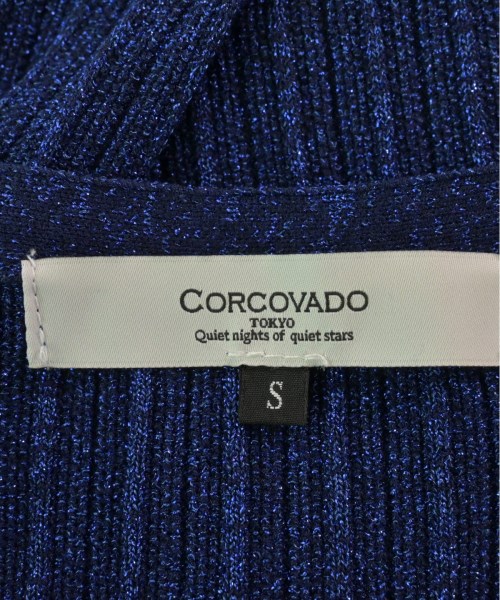 CORCOVADO
TOKYO
Quiet nights of quiet stars
S